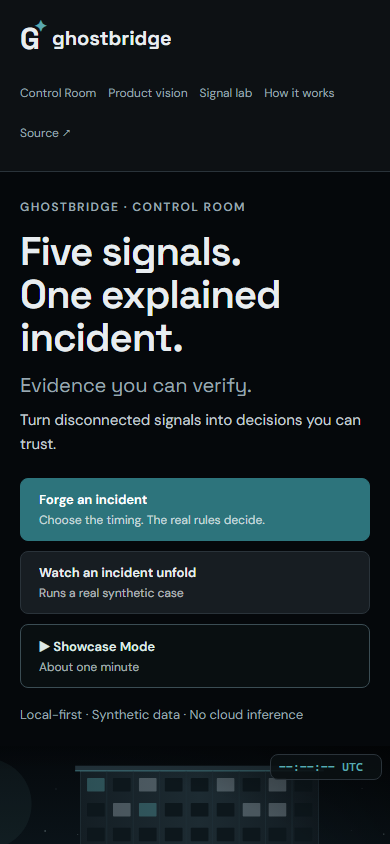 G ghostbridge
Control Room Product vision Signal lab How it works
Source ↗
GHOSTBRIDGE · CONTROL ROOM
Five signals.
One explained
incident.
Evidence you can verify.
Turn disconnected signals into decisions you can
trust.
Forge an incident
Choose the timing. The real rules decide.
Watch an incident unfold
Runs a real synthetic case
▶ Showcase Mode
About one minute
Local-first · Synthetic data · No cloud inference
––:––:–– UTC